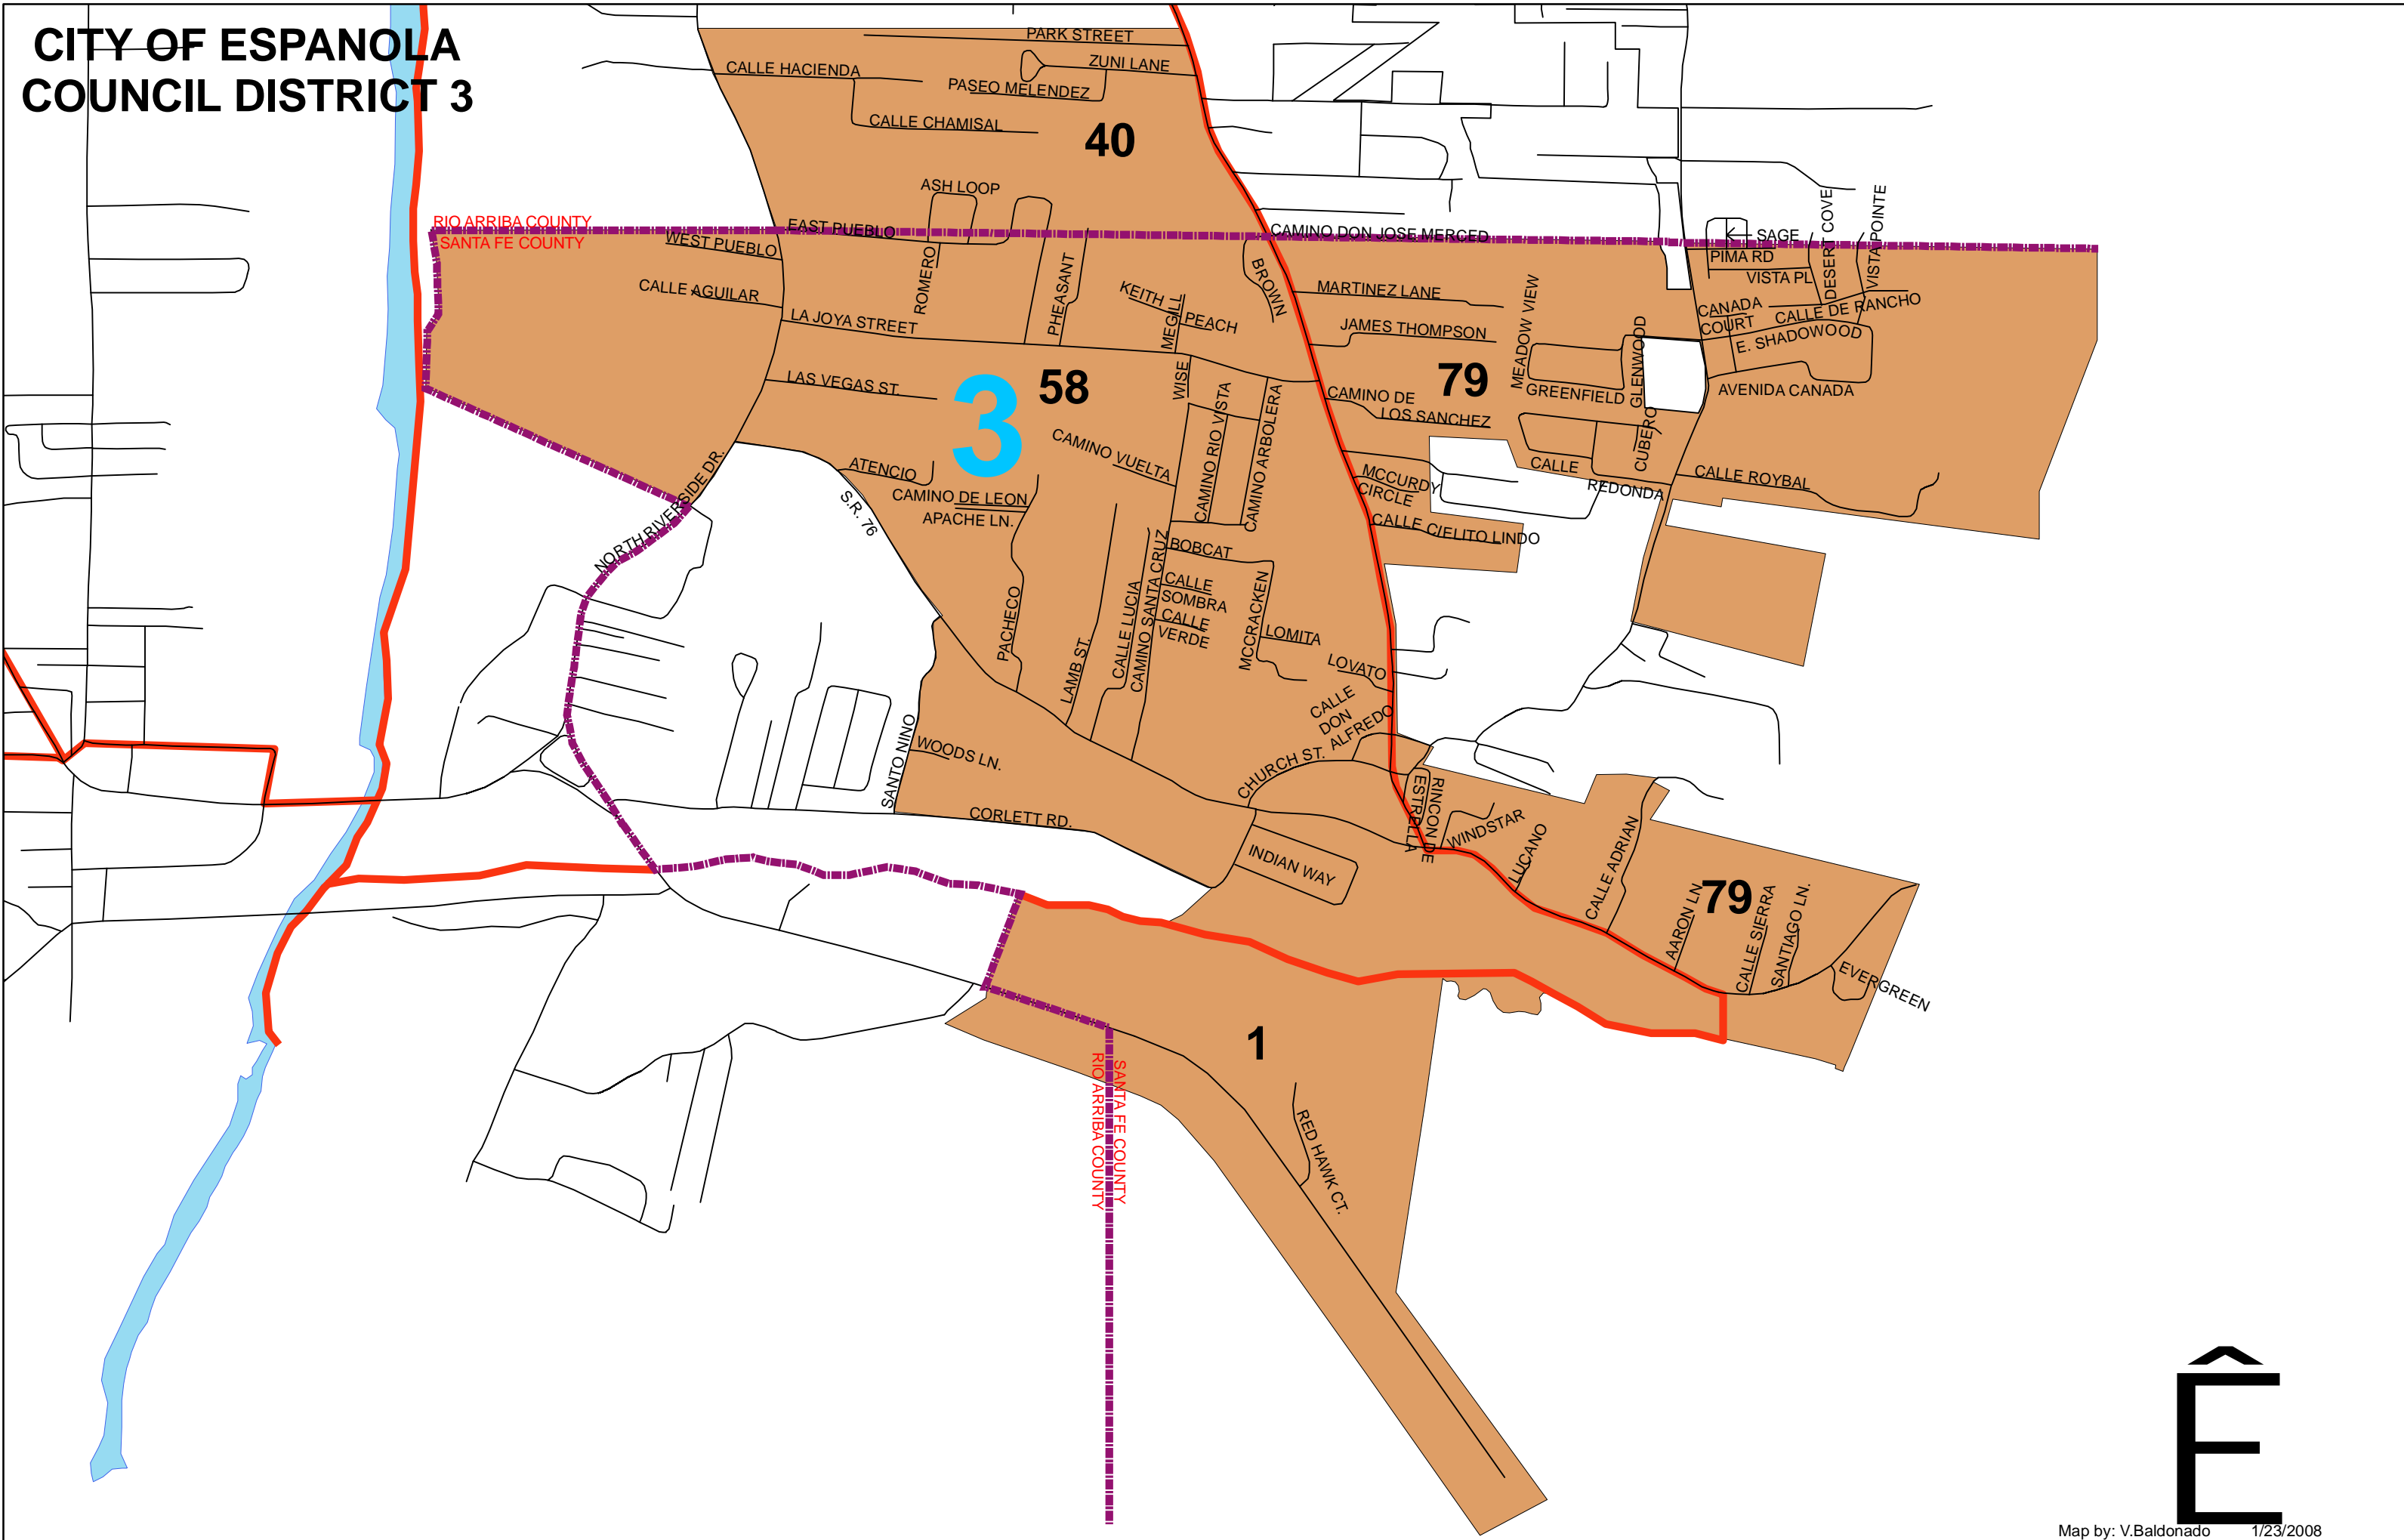 CITY OF ESPANOLA
COUNCIL DISTRICT 3
PARK STREET
ZUNI LANE
CALLE HACIENDA
PASEO MELENDEZ
CALLE CHAMISAL
40
ASH LOOP
RIO ARRIBA COUNTY
SANTA FE COUNTY
WEST PUEBLO
EAST PUEBLO
CAMINO DON JOSE MERCED
SAGE
DESERT COVE
VISTA POINTE
PIMA RD
VISTA PL
CALLE AGUILAR
ROMERO
PHEASANT
KEITH
MEGILL
PEACH
BROWN
MARTINEZ LANE
MEADOW VIEW
CANADA
COURT
CALLE DE RANCHO
E. SHADOWOOD
LA JOYA STREET
JAMES THOMPSON
GLENWOOD
LAS VEGAS ST.
3
58
WISE
79
CAMINO DE
LOS SANCHEZ
GREENFIELD
AVENIDA CANADA
CAMINO RIO VISTA
CAMINO ARBOLERA
CUBERO
CAMINO VUELTA
NORTH RIVERSIDE DR.
ATENCIO
CAMINO DE LEON
APACHE LN.
S.R. 76
MCCURDY
CIRCLE
CALLE
REDONDA
CALLE ROYBAL
CALLE CIELITO LINDO
BOBCAT
CALLE
SOMBRA
CALLE
VERDE
PACHECO
LAMB ST.
CALLE LUCIA
CAMINO SANTA CRUZ
MCCRACKEN
LOMITA
LOVATO
CALLE
DON
ALFREDO
SANTO NINO
WOODS LN.
CHURCH ST.
CORLETT RD.
RINCON DE
ESTRELLA
WINDSTAR
LUCANO
INDIAN WAY
CALLE ADRIAN
AARON LN
79
CALLE SIERRA
SANTIAGO LN.
EVERGREEN
1
SANTA FE COUNTY
RIO ARRIBA COUNTY
RED HAWK CT.
Ê
Map by: V.Baldonado 1/23/2008